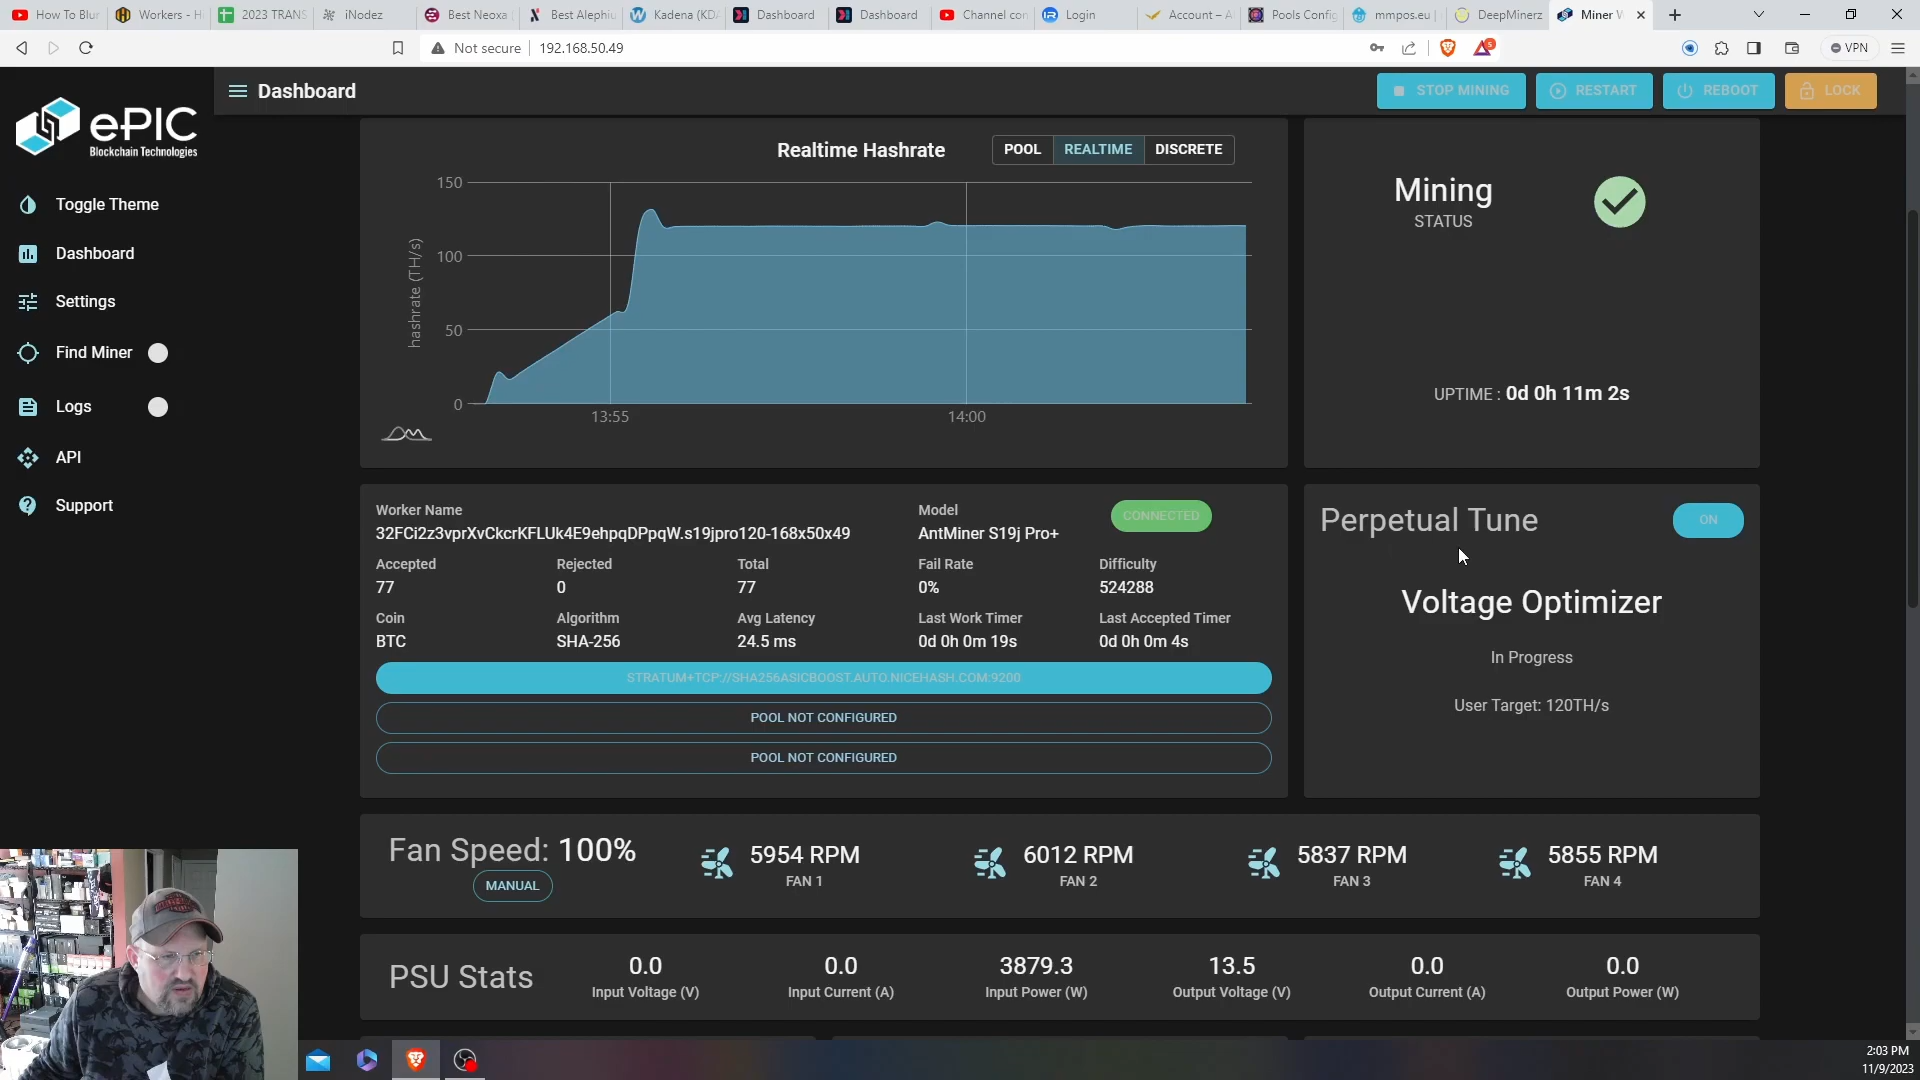 How To Blur
Workers - H
2023 TRANS
iNodez
Best Neoxa
Best Alephiu
Kadena (KDA
Dashboard
Dashboard
Channel con
Login
Account – A
Pools Config
mmpos.eu
DeepMinerz
Miner W
Not secure
192.168.50.49
VPN
ePIC
Blockchain Technologies
Dashboard
STOP MINING
RESTART
REBOOT
LOCK
Toggle Theme
Dashboard
Settings
Find Miner
Logs
API
Support
Realtime Hashrate
POOL
REALTIME
DISCRETE
hashrate (TH/s)
150
100
50
0
13:55
14:00
Mining
STATUS
UPTIME : 0d 0h 11m 2s
Worker Name
32FCi2z3vprXvCkcrKFLUk4E9ehpqDPpqW.s19jpro120-168x50x49
Model
AntMiner S19j Pro+
CONNECTED
Accepted
77
Rejected
0
Total
77
Fail Rate
0%
Difficulty
524288
Coin
BTC
Algorithm
SHA-256
Avg Latency
24.5 ms
Last Work Timer
0d 0h 0m 19s
Last Accepted Timer
0d 0h 0m 4s
STRATUM+TCP://SHA256ASICBOOST.AUTO.NICEHASH.COM:9200
POOL NOT CONFIGURED
POOL NOT CONFIGURED
Perpetual Tune
ON
Voltage Optimizer
In Progress
User Target: 120TH/s
Fan Speed: 100%
MANUAL
5954 RPM
FAN 1
6012 RPM
FAN 2
5837 RPM
FAN 3
5855 RPM
FAN 4
PSU Stats
0.0
Input Voltage (V)
0.0
Input Current (A)
3879.3
Input Power (W)
13.5
Output Voltage (V)
0.0
Output Current (A)
0.0
Output Power (W)
2:03 PM
11/9/2023